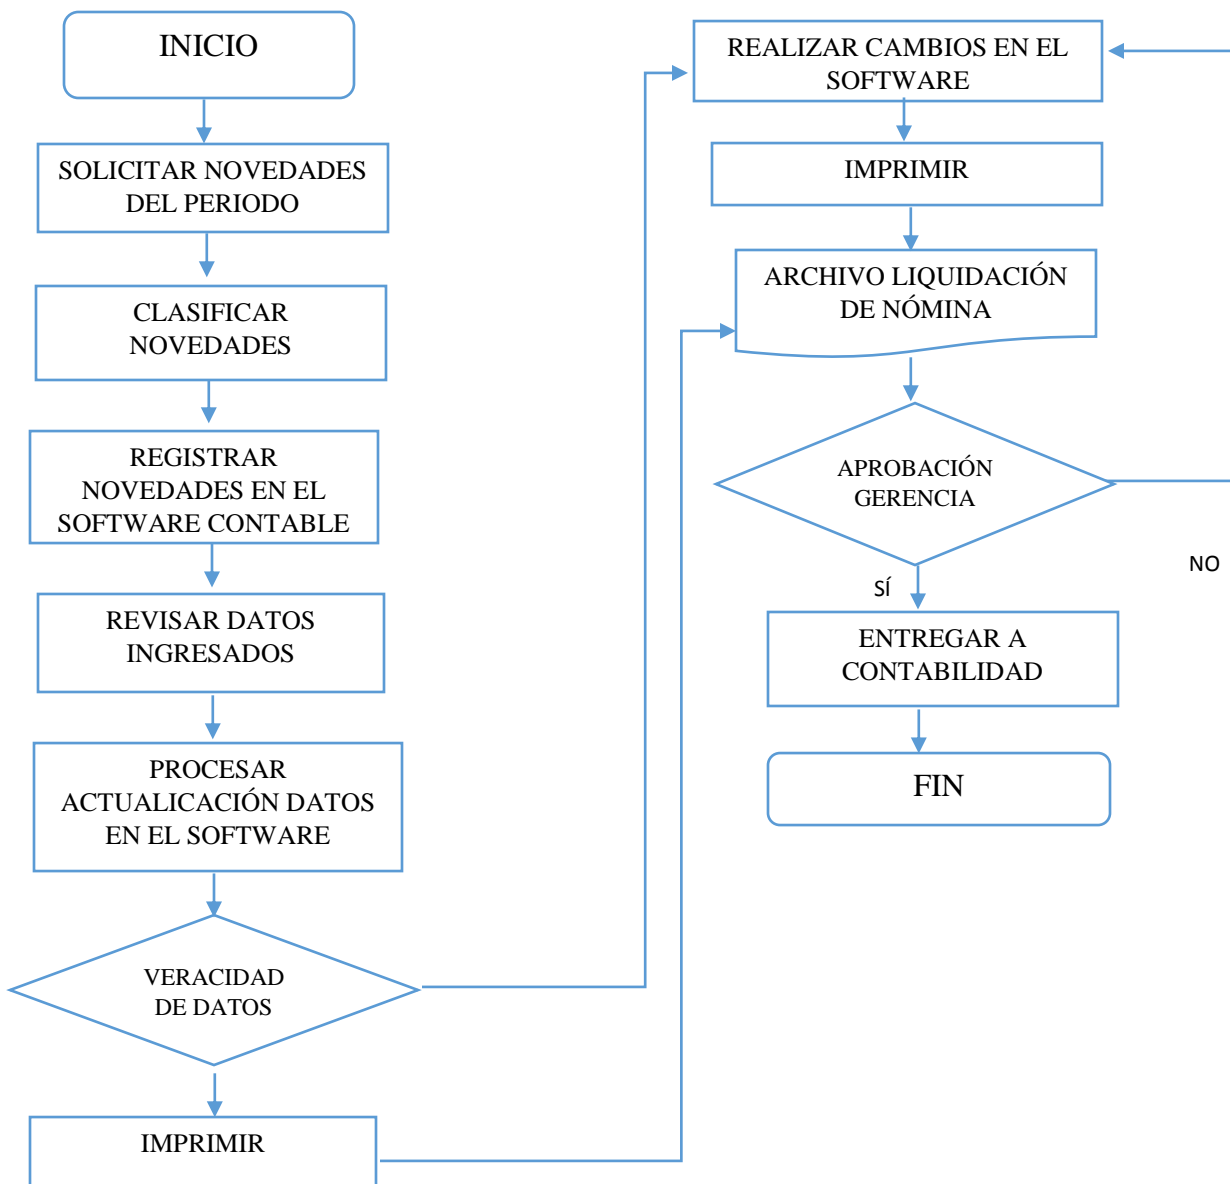 INICIO
SOLICITAR NOVEDADES
DEL PERIODO
CLASIFICAR
NOVEDADES
REGISTRAR
NOVEDADES EN EL
SOFTWARE CONTABLE
REVISAR DATOS
INGRESADOS
PROCESAR
ACTUALICACIÓN DATOS
EN EL SOFTWARE
VERACIDAD
DE DATOS
IMPRIMIR
REALIZAR CAMBIOS EN EL
SOFTWARE
IMPRIMIR
ARCHIVO LIQUIDACIÓN
DE NÓMINA
APROBACIÓN
GERENCIA
NO
SÍ
ENTREGAR A
CONTABILIDAD
FIN